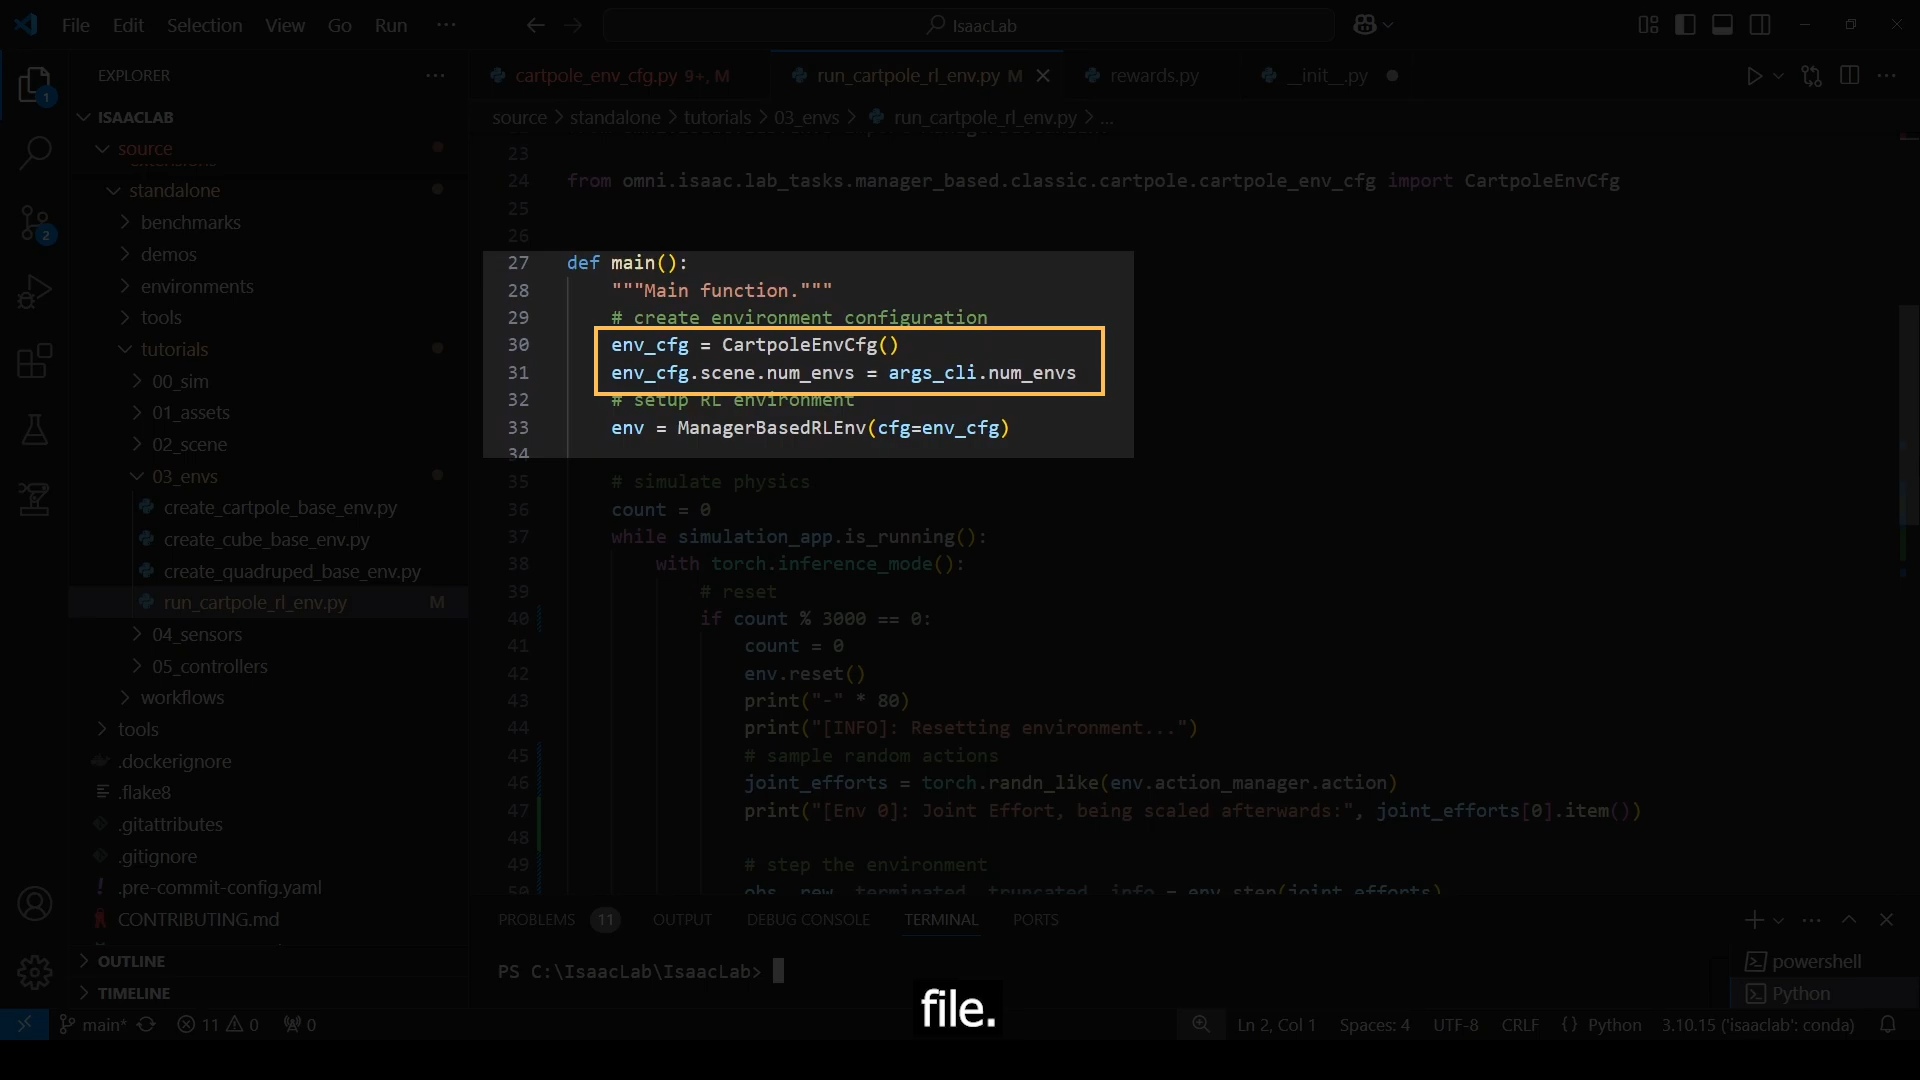 File Edit Selection View Go Run ··· IsaacLab
EXPLORER
ISAACLAB
source
standalone
benchmarks
demos
environments
tools
tutorials
00_sim
01_assets
02_scene
03_envs
create_cartpole_base_env.py
create_cube_base_env.py
create_quadruped_base_env.py
run_cartpole_rl_env.py M
04_sensors
05_controllers
workflows
tools
.dockerignore
.flake8
.gitattributes
.gitignore
.pre-commit-config.yaml
CONTRIBUTING.md
OUTLINE
TIMELINE
1
2
cartpole_env_cfg.py 9+, M run_cartpole_rl_env.py M rewards.py __init__.py
source > standalone > tutorials > 03_envs > run_cartpole_rl_env.py > ...
23
24 from omni.isaac.lab_tasks.manager_based.classic.cartpole.cartpole_env_cfg import CartpoleEnvCfg
25
26
27 def main():
28 """Main function."""
29 # create environment configuration
30 env_cfg = CartpoleEnvCfg()
31 env_cfg.scene.num_envs = args_cli.num_envs
32 # setup RL environment
33 env = ManagerBasedRLEnv(cfg=env_cfg)
34
35 # simulate physics
36 count = 0
37 while simulation_app.is_running():
38 with torch.inference_mode():
39 # reset
40 if count % 3000 == 0:
41 count = 0
42 env.reset()
43 print("-" * 80)
44 print("[INFO]: Resetting environment...")
45 # sample random actions
46 joint_efforts = torch.randn_like(env.action_manager.action)
47 print("[Env 0]: Joint Effort, being scaled afterwards:", joint_efforts[0].item())
48
49 # step the environment
50 obs, rew, terminated, truncated, info = env.step(joint_efforts)
PROBLEMS 11 OUTPUT DEBUG CONSOLE TERMINAL PORTS
PS C:\IsaacLab\IsaacLab>
powershell
Python
file.
main* 11 0 0 Ln 2, Col 1 Spaces: 4 UTF-8 CRLF {} Python 3.10.15 ('isaaclab': conda)